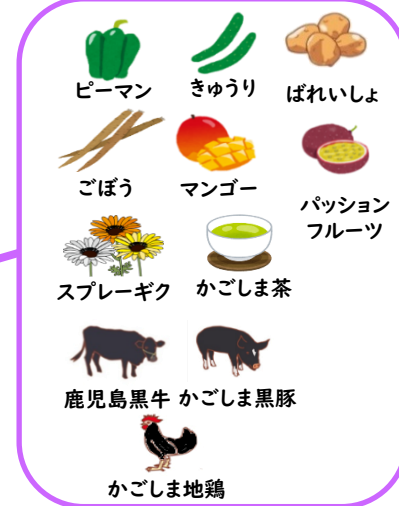 ピーマン
きゅうり
ばれいしょ
ごぼう
マンゴー
パッション
フルーツ
スプレーギク
かごしま茶
鹿児島黒牛
かごしま黒豚
かごしま地鶏